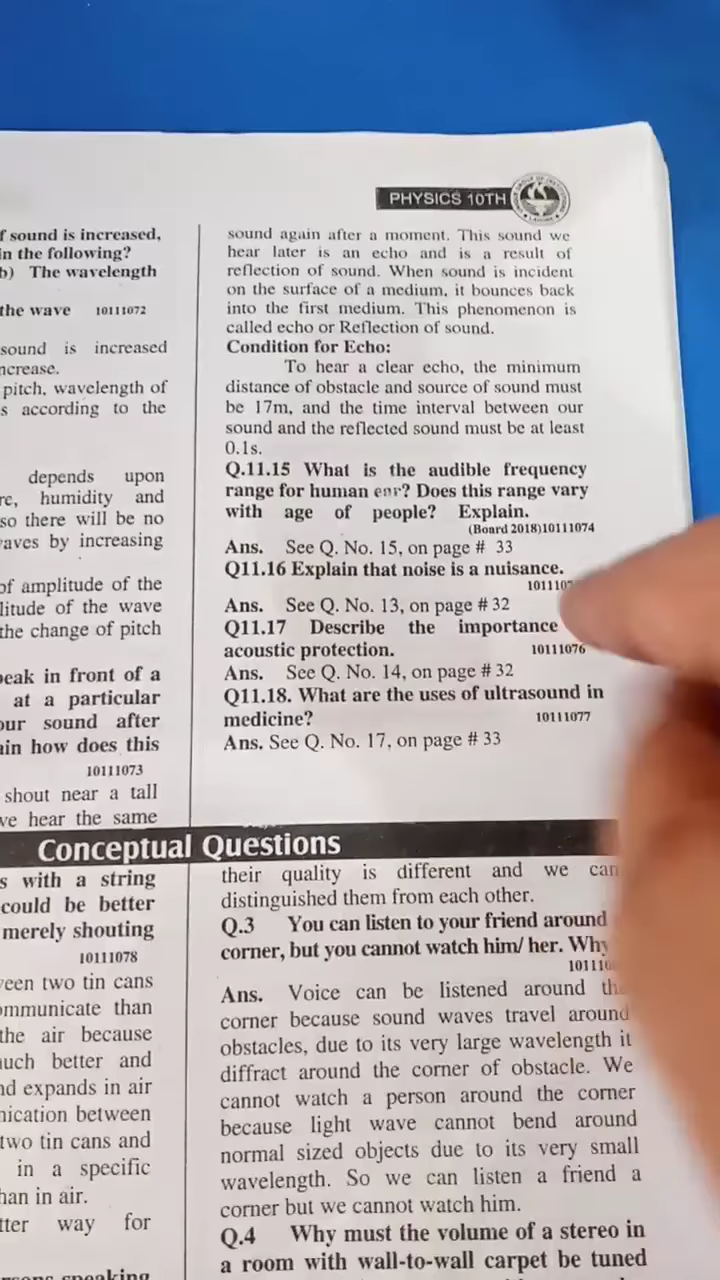 PHYSICS 10TH
f sound is increased,
in the following?
b) The wavelength
the wave 10111072
sound is increased
ncrease.
pitch, wavelength of
s according to the
depends upon
re, humidity and
so there will be no
aves by increasing
of amplitude of the
litude of the wave
the change of pitch
eak in front of a
at a particular
our sound after
ain how does this
10111073
shout near a tall
ve hear the same
sound again after a moment. This sound we
hear later is an echo and is a result of
reflection of sound. When sound is incident
on the surface of a medium, it bounces back
into the first medium. This phenomenon is
called echo or Reflection of sound.
Condition for Echo:
To hear a clear echo, the minimum
distance of obstacle and source of sound must
be 17m, and the time interval between our
sound and the reflected sound must be at least
0.1s.
Q.11.15 What is the audible frequency
range for human ear? Does this range vary
with age of people? Explain.
(Board 2018)10111074
Ans. See Q. No. 15, on page # 33
Q11.16 Explain that noise is a nuisance.
101110
Ans. See Q. No. 13, on page # 32
Q11.17 Describe the importance
acoustic protection. 10111076
Ans. See Q. No. 14, on page # 32
Q11.18. What are the uses of ultrasound in
medicine? 10111077
Ans. See Q. No. 17, on page # 33
Conceptual Questions
s with a string
could be better
merely shouting
10111078
een two tin cans
ommunicate than
the air because
much better and
nd expands in air
nication between
two tin cans and
in a specific
han in air.
tter way for
persons speaking
their quality is different and we can
distinguished them from each other.
Q.3 You can listen to your friend around
corner, but you cannot watch him/ her. Why
101110
Ans. Voice can be listened around th
corner because sound waves travel around
obstacles, due to its very large wavelength it
diffract around the corner of obstacle. We
cannot watch a person around the corner
because light wave cannot bend around
normal sized objects due to its very small
wavelength. So we can listen a friend a
corner but we cannot watch him.
Q.4 Why must the volume of a stereo in
a room with wall-to-wall carpet be tuned